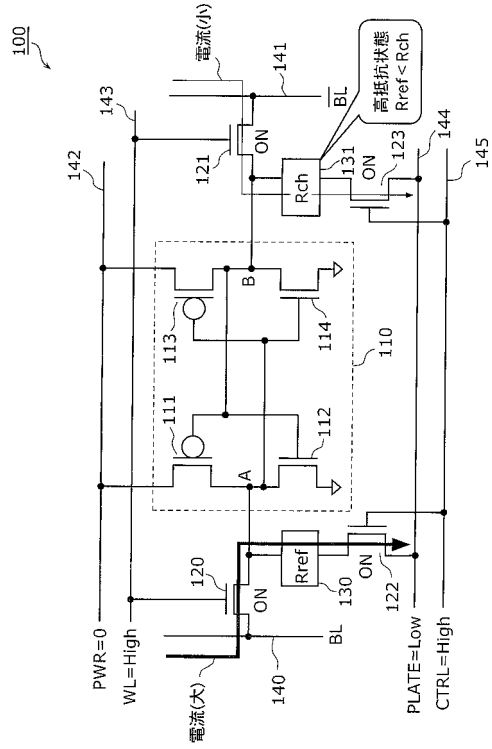 100
PWR=0
142
WL=High
143
電流(小)
141
BL
121
ON
高抵抗状態
Rref<Rch
Rch
131
ON
123
144
145
B
113
114
110
111
112
A
120
ON
Rref
130
ON
122
BL
140
電流(大)
PLATE=Low
CTRL=High